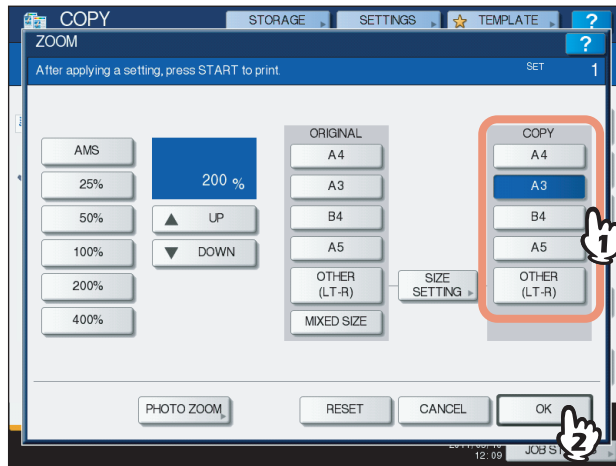 COPY
STORAGE
SETTINGS
TEMPLATE
?
ZOOM
?
After applying a setting, press START to print.
SET 1
AMS
25%
50%
100%
200%
400%
200 %
UP
DOWN
ORIGINAL
A4
A3
B4
A5
OTHER
(LT-R)
MIXED SIZE
SIZE
SETTING
COPY
A4
A3
B4
A5
OTHER
(LT-R)
1
PHOTO ZOOM
RESET
CANCEL
OK
2
12:09
JOB ST